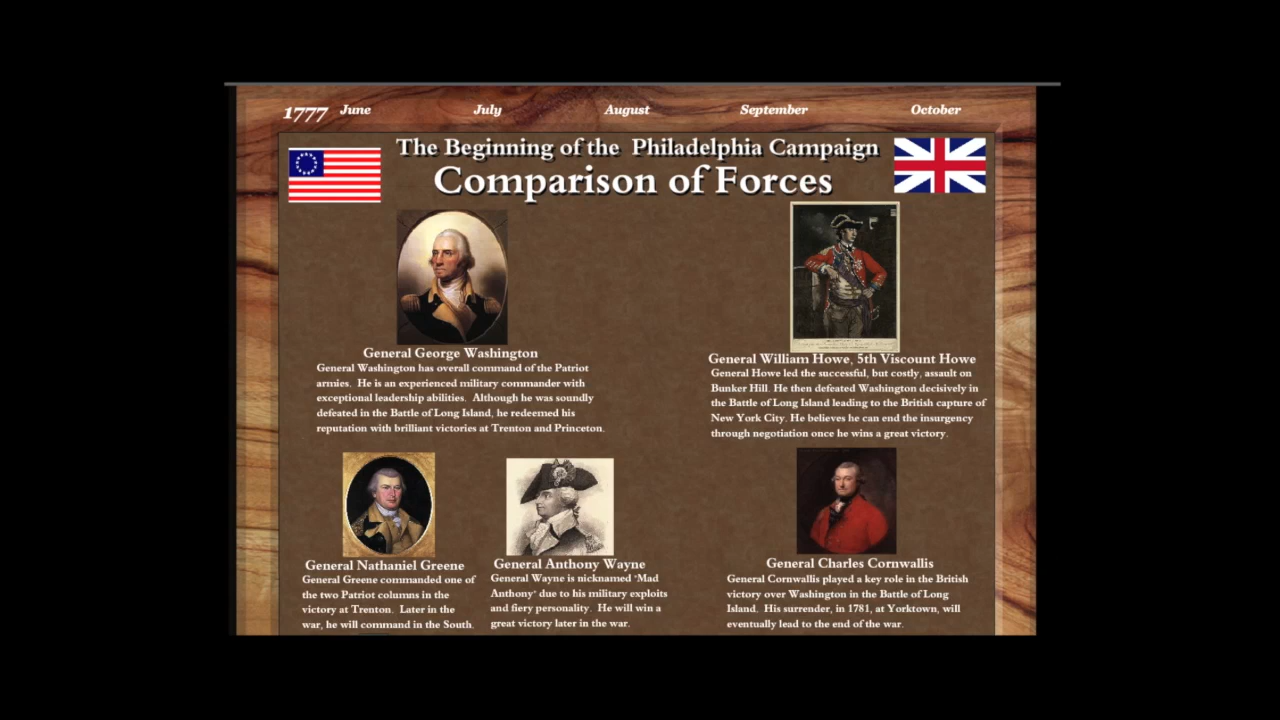 1777 June July August September October
The Beginning of the Philadelphia Campaign
Comparison of Forces
General George Washington
General Washington has overall command of the Patriot
armies. He is an experienced military commander with
exceptional leadership abilities. Although he was soundly
defeated in the Battle of Long Island, he redeemed his
reputation with brilliant victories at Trenton and Princeton.
General William Howe, 5th Viscount Howe
General Howe led the successful, but costly, assault on
Bunker Hill. He then defeated Washington decisively in
the Battle of Long Island leading to the British capture of
New York City. He believes he can end the insurgency
through negotiation once he wins a great victory.
General Nathaniel Greene
General Greene commanded one of
the two Patriot columns in the
victory at Trenton. Later in the
war, he will command in the South.
General Anthony Wayne
General Wayne is nicknamed "Mad
Anthony" due to his military exploits
and fiery personality. He will win a
great victory later in the war.
General Charles Cornwallis
General Cornwallis played a key role in the British
victory over Washington in the Battle of Long
Island. His surrender, in 1781, at Yorktown, will
eventually lead to the end of the war.